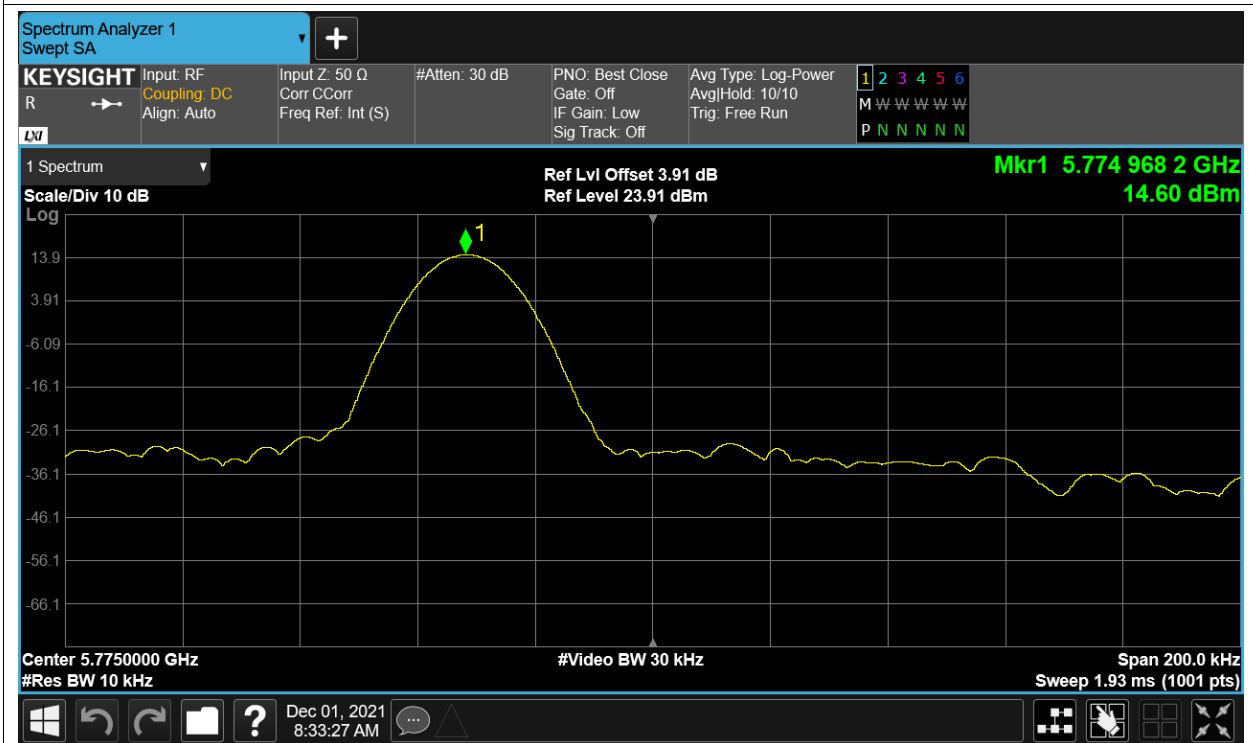 Spectrum Analyzer 1
Swept SA
KEYSIGHT
R
LXI
Input: RF
Coupling: DC
Align: Auto
Input Z: 50 Ω
Corr CCorr
Freq Ref: Int (S)
#Atten: 30 dB
PNO: Best Close
Gate: Off
IF Gain: Low
Sig Track: Off
Avg Type: Log-Power
Avg|Hold: 10/10
Trig: Free Run
1 2 3 4 5 6
M W W W W W W
P N N N N N N
1 Spectrum
Scale/Div 10 dB
Log
Ref Lvl Offset 3.91 dB
Ref Level 23.91 dBm
Mkr1 5.774 968 2 GHz
14.60 dBm
1
13.9
3.91
-6.09
-16.1
-26.1
-36.1
-46.1
-56.1
-66.1
Center 5.7750000 GHz
#Video BW 30 kHz
Span 200.0 kHz
#Res BW 10 kHz
Sweep 1.93 ms (1001 pts)
?
Dec 01, 2021
8:33:27 AM